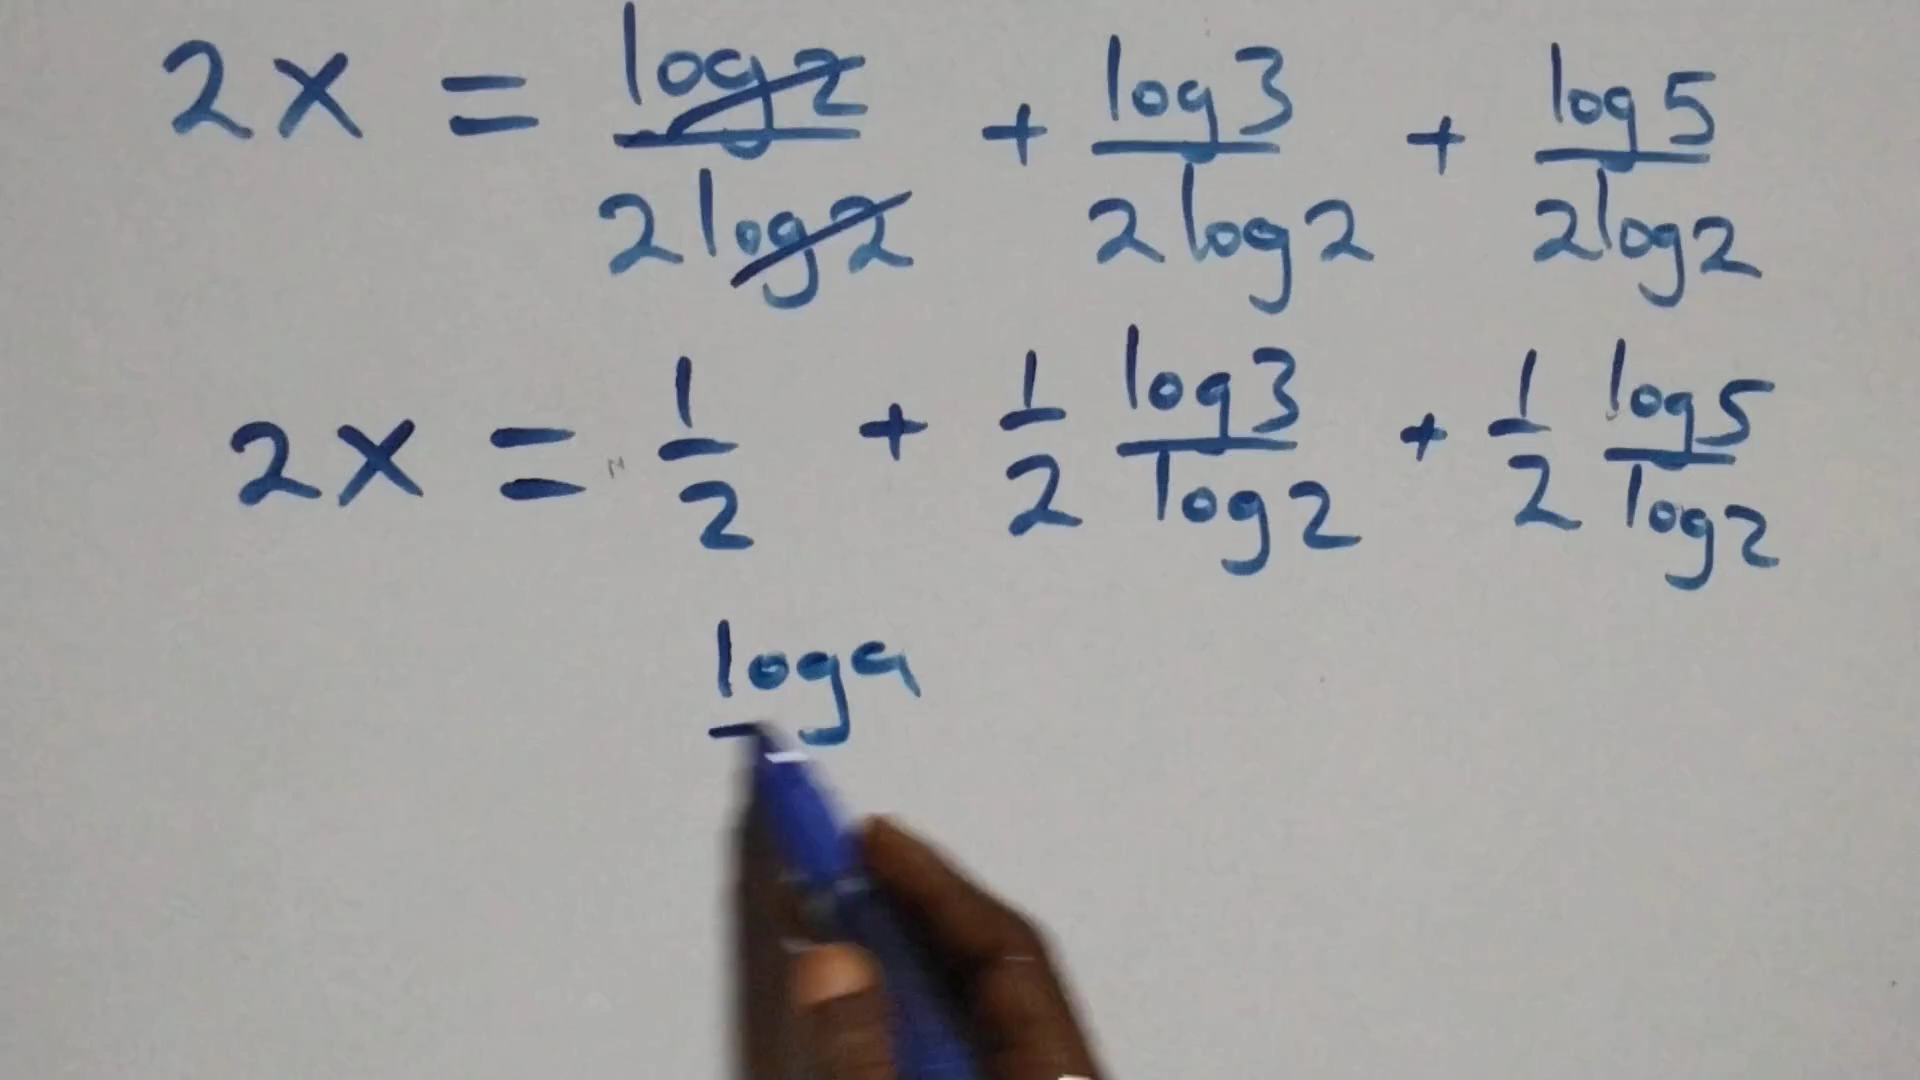 2x = log2/2log2 + log3/2log2 + log5/2log2
2x = 1/2 + 1/2 log3/log2 + 1/2 log5/log2
loga